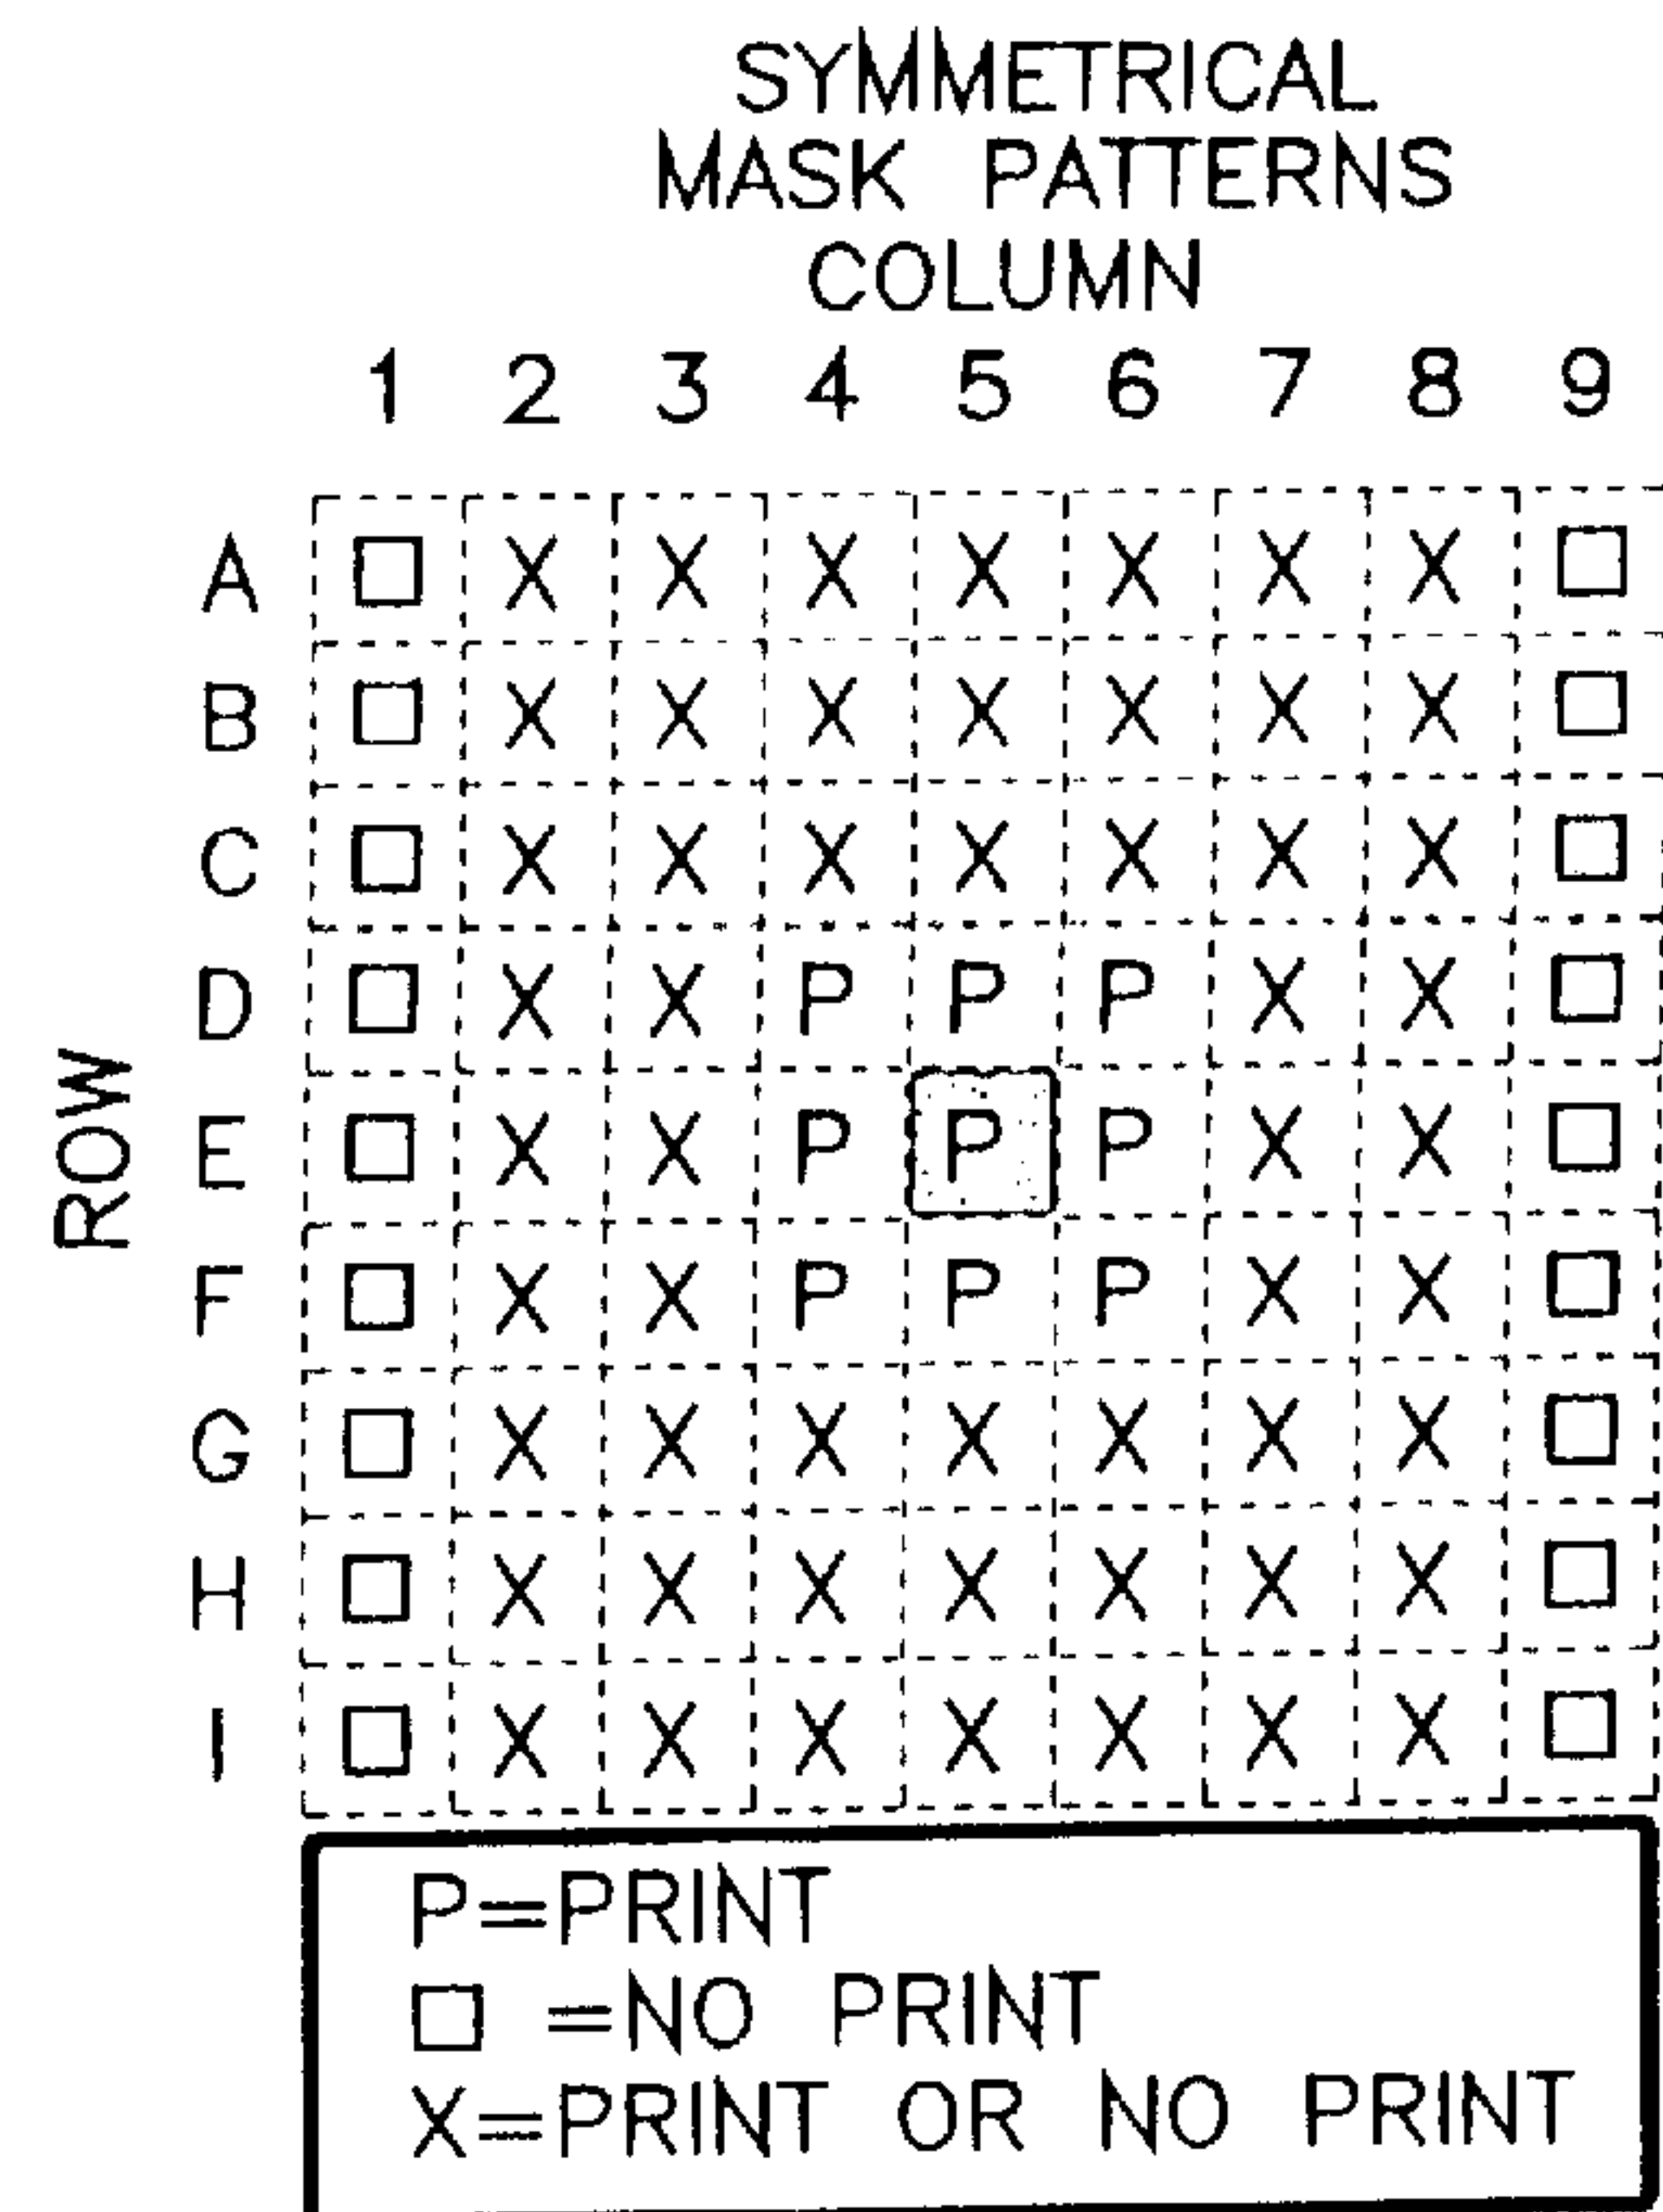 SYMMETRICAL
MASK PATTERNS
COLUMN
1 2 3 4 5 6 7 8 9
ROW
A □ X X X X X X X □
B □ X X X X X X X □
C □ X X X X X X X □
D □ X X P P P X X □
E □ X X P P P X X □
F □ X X P P P X X □
G □ X X X X X X X □
H □ X X X X X X X □
I □ X X X X X X X □
P=PRINT
□ =NO PRINT
X=PRINT OR NO PRINT